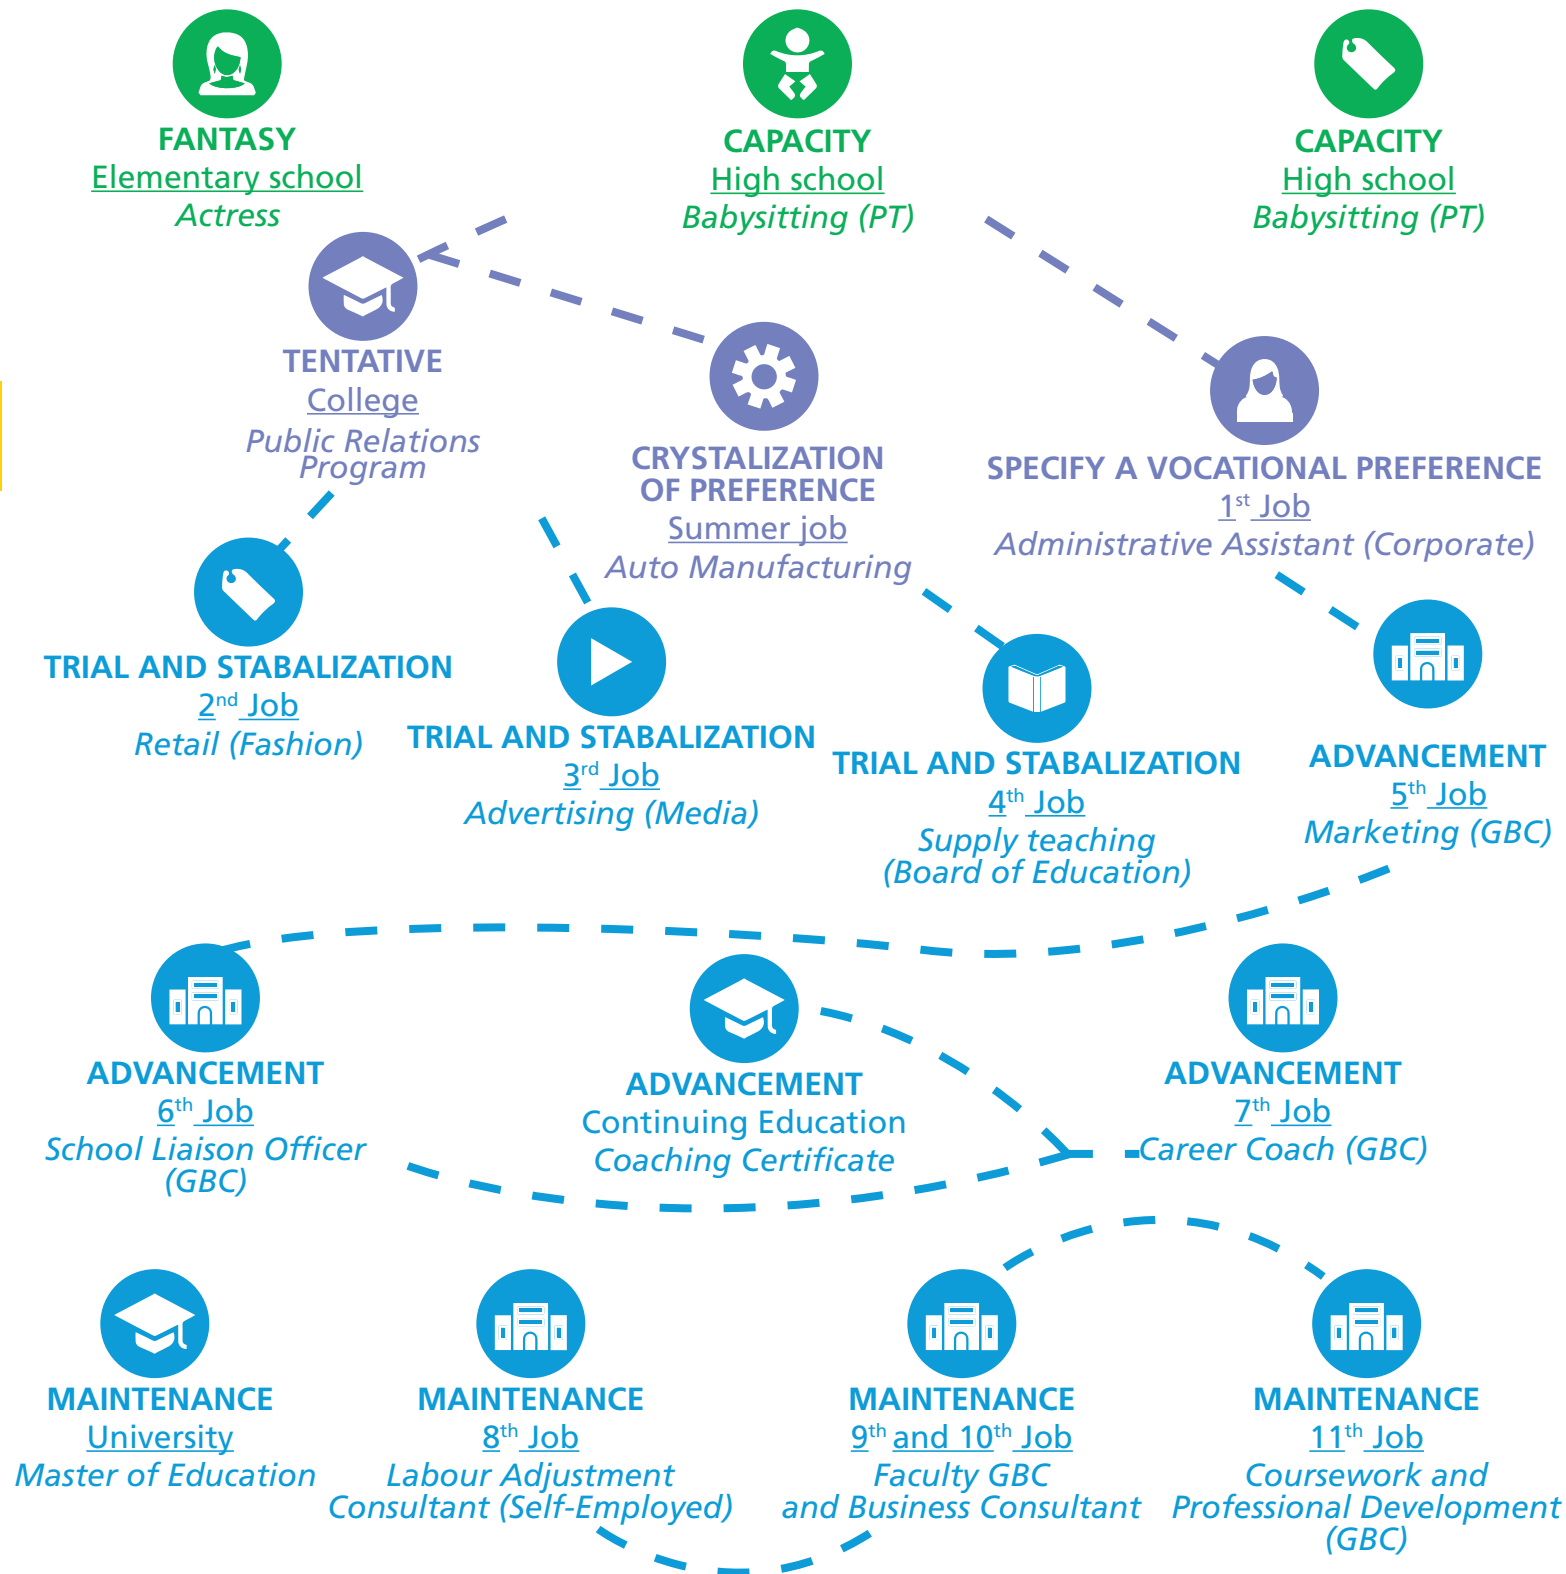 FANTASY
Elementary school
Actress
CAPACITY
High school
Babysitting (PT)
CAPACITY
High school
Babysitting (PT)
TENTATIVE
College
Public Relations
Program
CRYSTALIZATION
OF PREFERENCE
Summer job
Auto Manufacturing
SPECIFY A VOCATIONAL PREFERENCE
1st Job
Administrative Assistant (Corporate)
TRIAL AND STABALIZATION
2nd Job
Retail (Fashion)
TRIAL AND STABALIZATION
3rd Job
Advertising (Media)
TRIAL AND STABALIZATION
4th Job
Supply teaching
(Board of Education)
ADVANCEMENT
5th Job
Marketing (GBC)
ADVANCEMENT
6th Job
School Liaison Officer
(GBC)
ADVANCEMENT
Continuing Education
Coaching Certificate
ADVANCEMENT
7th Job
Career Coach (GBC)
MAINTENANCE
University
Master of Education
MAINTENANCE
8th Job
Labour Adjustment
Consultant (Self-Employed)
MAINTENANCE
9th and 10th Job
Faculty GBC
and Business Consultant
MAINTENANCE
11th Job
Coursework and
Professional Development
(GBC)